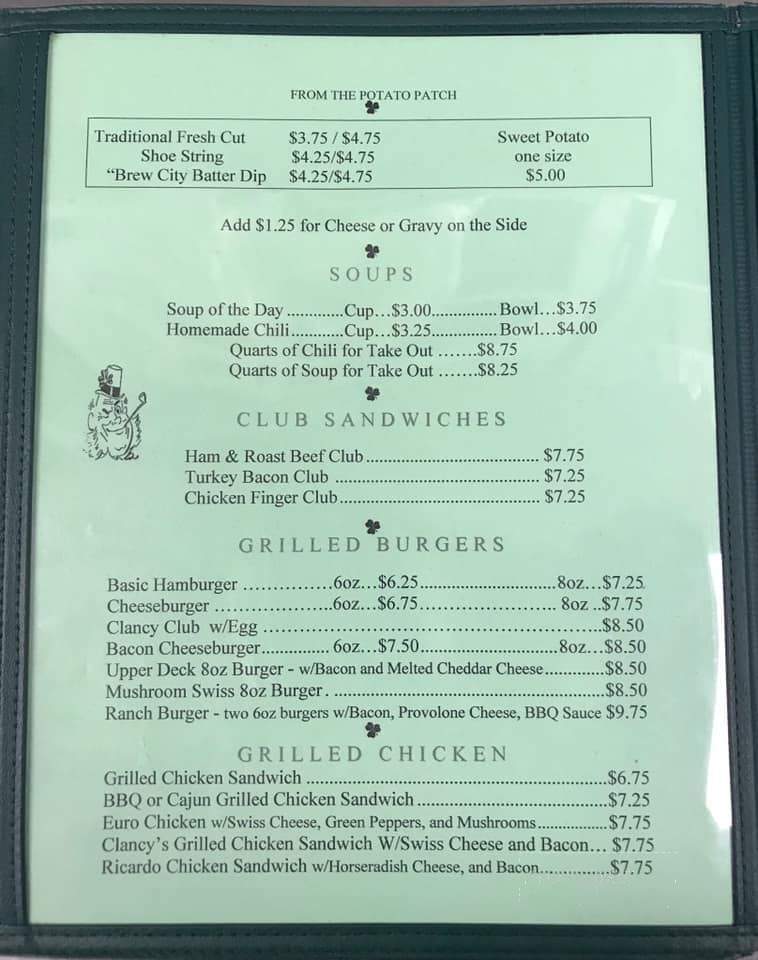 FROM THE POTATO PATCH
Traditional Fresh Cut $3.75 / $4.75 Sweet Potato
Shoe String $4.25/$4.75 one size
“Brew City Batter Dip $4.25/$4.75 $5.00
Add $1.25 for Cheese or Gravy on the Side
SOUPS
Soup of the Day ............Cup...$3.00..............Bowl...$3.75
Homemade Chili...........Cup...$3.25..............Bowl...$4.00
Quarts of Chili for Take Out .......$8.75
Quarts of Soup for Take Out .......$8.25
CLUB SANDWICHES
Ham & Roast Beef Club...................................... $7.75
Turkey Bacon Club ............................................. $7.25
Chicken Finger Club............................................ $7.25
GRILLED BURGERS
Basic Hamburger ................6oz...$6.25..............................8oz...$7.25
Cheeseburger .....................6oz...$6.75........................ 8oz ..$7.75
Clancy Club w/Egg ..........................................................................$8.50
Bacon Cheeseburger.............. 6oz...$7.50..............................8oz...$8.50
Upper Deck 8oz Burger - w/Bacon and Melted Cheddar Cheese.............$8.50
Mushroom Swiss 8oz Burger. ...........................................................$8.50
Ranch Burger - two 6oz burgers w/Bacon, Provolone Cheese, BBQ Sauce $9.75
GRILLED CHICKEN
Grilled Chicken Sandwich ................................................................$6.75
BBQ or Cajun Grilled Chicken Sandwich ..........................................$7.25
Euro Chicken w/Swiss Cheese, Green Peppers, and Mushrooms...............$7.75
Clancy’s Grilled Chicken Sandwich W/Swiss Cheese and Bacon... $7.75
Ricardo Chicken Sandwich w/Horseradish Cheese, and Bacon...............$7.75